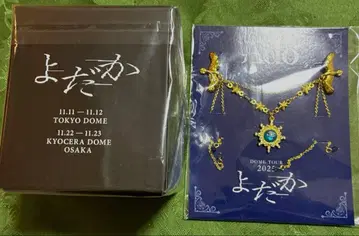 よだか
11.11 — 11.12
TOKYO DOME
11.22 — 11.23
KYOCERA DOME
OSAKA
DOME TOUR
2025
よだか